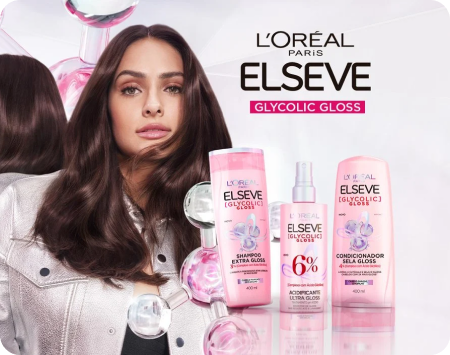 L'ORÉAL
PARIS
ELSEVE
GLYCOLIC GLOSS
L'ORÉAL
ELSEVE
[GLYCOLIC]
GLOSS
SHAMPOO
EXTRA GLOSS
400 ml
L'ORÉAL
ELSEVE
[GLYCOLIC]
GLOSS
6%
ACIDIFICANTE
ULTRA GLOSS
L'ORÉAL
ELSEVE
[GLYCOLIC]
GLOSS
CONDICIONADOR
SELA GLOSS
400 ml